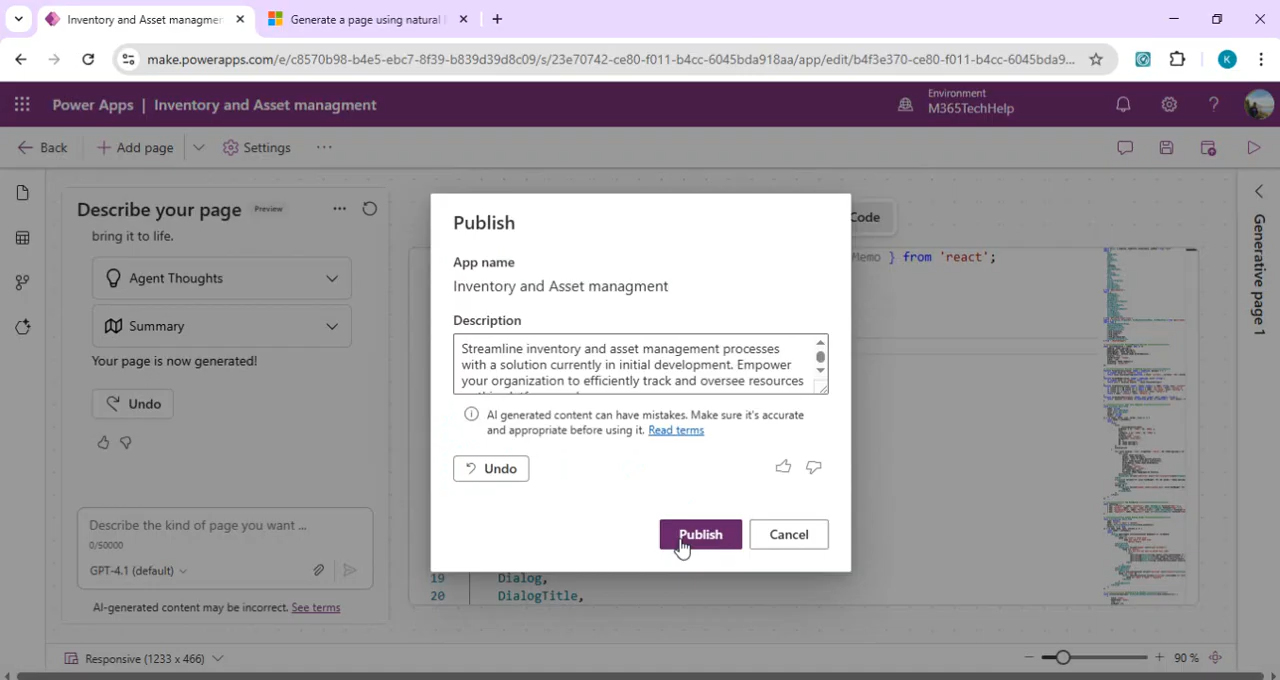 Inventory and Asset managmen
Generate a page using natural
make.powerapps.com/e/c8570b98-b4e5-ebc7-8f39-b839d39d8c09/s/23e70742-ce80-f011-b4cc-6045bda918aa/app/edit/b4f3e370-ce80-f011-b4cc-6045bda9...
K
Power Apps | Inventory and Asset managment
Environment
M365TechHelp
Back
Add page
Settings
Describe your page
Preview
bring it to life.
Agent Thoughts
Summary
Your page is now generated!
Undo
Describe the kind of page you want ...
0/50000
GPT-4.1 (default)
AI-generated content may be incorrect. See terms
Code
Memo } from 'react';
Publish
App name
Inventory and Asset managment
Description
Streamline inventory and asset management processes
with a solution currently in initial development. Empower
your organization to efficiently track and oversee resources
AI generated content can have mistakes. Make sure it's accurate
and appropriate before using it. Read terms
Undo
Publish
Cancel
19 Dialog,
20 DialogTitle,
Generative page 1
Responsive (1233 x 466)
90 %